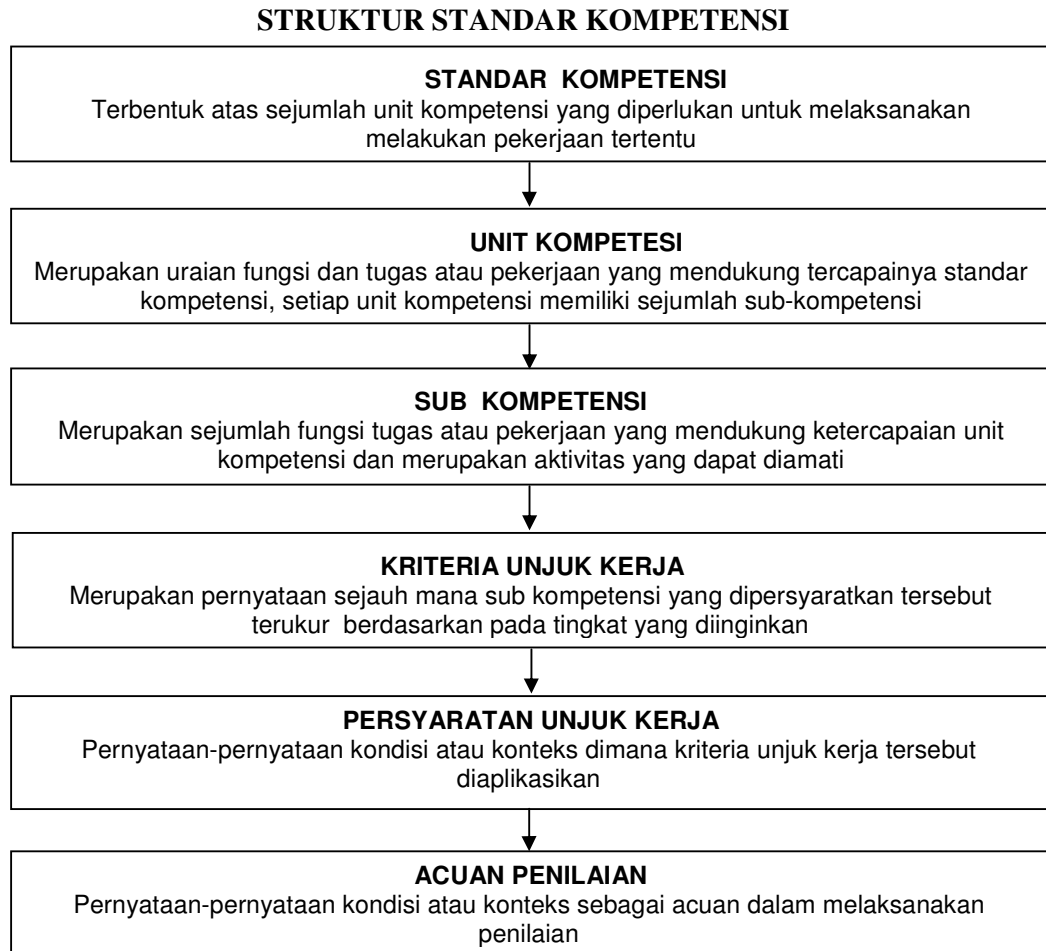 STRUKTUR STANDAR KOMPETENSI
STANDAR KOMPETENSI
Terbentuk atas sejumlah unit kompetensi yang diperlukan untuk melaksanakan
melakukan pekerjaan tertentu
UNIT KOMPETESI
Merupakan uraian fungsi dan tugas atau pekerjaan yang mendukung tercapainya standar
kompetensi, setiap unit kompetensi memiliki sejumlah sub-kompetensi
SUB KOMPETENSI
Merupakan sejumlah fungsi tugas atau pekerjaan yang mendukung ketercapaian unit
kompetensi dan merupakan aktivitas yang dapat diamati
KRITERIA UNJUK KERJA
Merupakan pernyataan sejauh mana sub kompetensi yang dipersyaratkan tersebut
terukur berdasarkan pada tingkat yang diinginkan
PERSYARATAN UNJUK KERJA
Pernyataan-pernyataan kondisi atau konteks dimana kriteria unjuk kerja tersebut
diaplikasikan
ACUAN PENILAIAN
Pernyataan-pernyataan kondisi atau konteks sebagai acuan dalam melaksanakan
penilaian